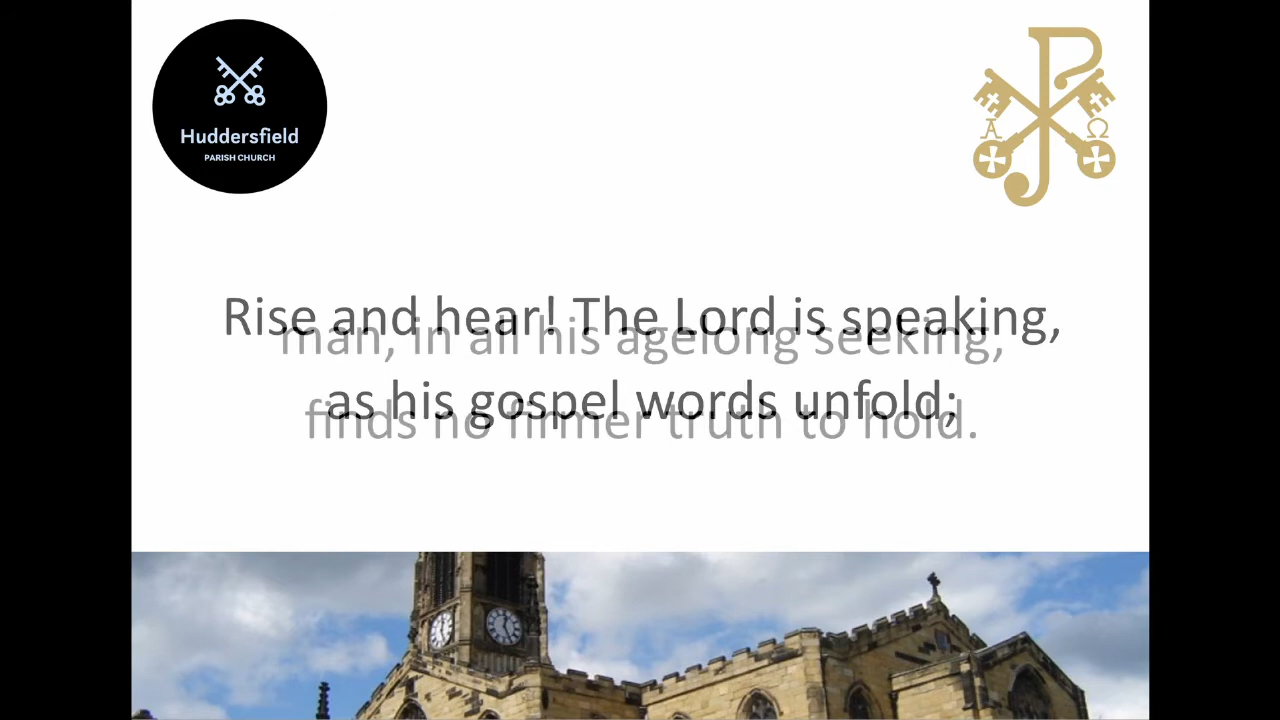 Huddersfield
PARISH CHURCH
Α Ω
Rise and hear! The Lord is speaking,
as his gospel words unfold;
man, in all his agelong seeking,
finds no firmer truth to hold.